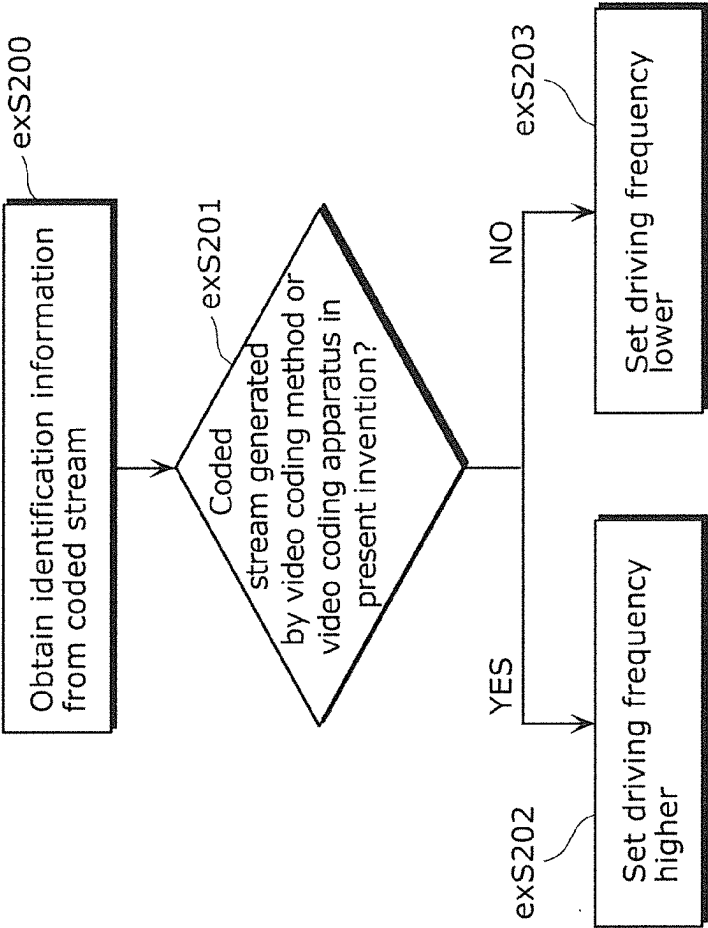 exS200
Obtain identification information
from coded stream
exS201
Coded
stream generated
by video coding method or
video coding apparatus in
present invention?
YES
NO
exS202
exS203
Set driving frequency
higher
Set driving frequency
lower